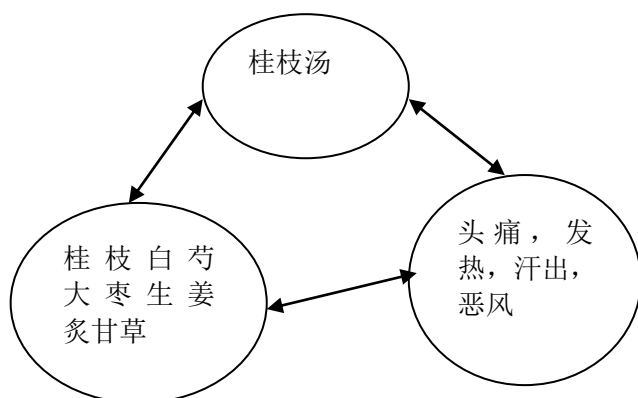 桂枝汤
桂枝白芍
大枣生姜
炙甘草
头痛，发
热，汗出，
恶风